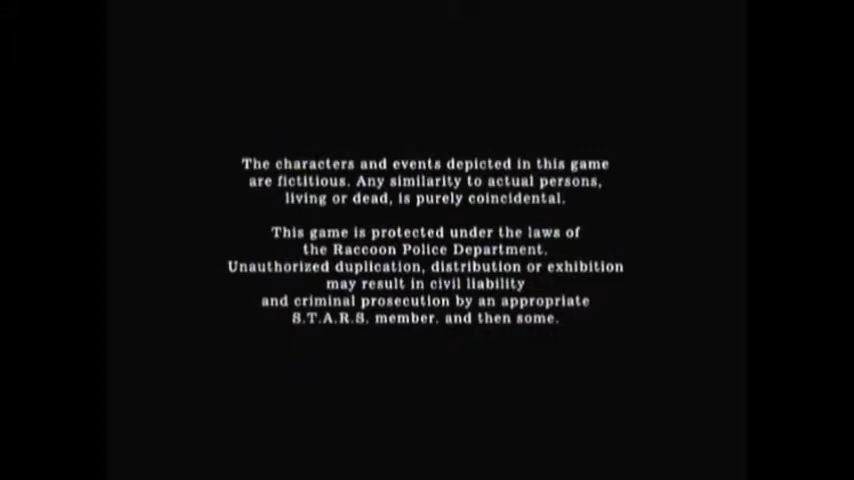 The characters and events depicted in this game
are fictitious. Any similarity to actual persons,
living or dead, is purely coincidental.
This game is protected under the laws of
the Raccoon Police Department.
Unauthorized duplication, distribution or exhibition
may result in civil liability
and criminal prosecution by an appropriate
S.T.A.R.S. member. and then some.